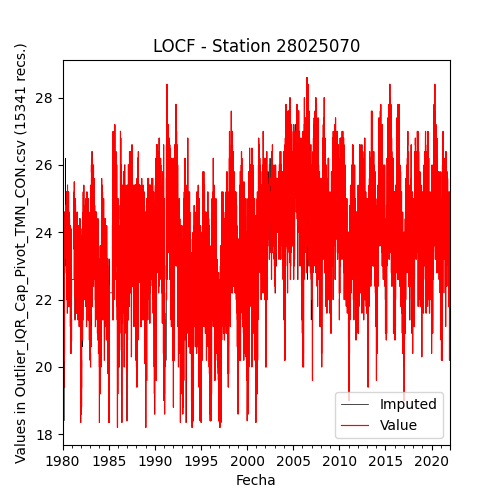 LOCF - Station 28025070
Values in Outlier_IQR_Cap_Pivot_TMN_CON.csv (15341 recs.)
28
26
24
22
20
18
1980 1985 1990 1995 2000 2005 2010 2015 2020
Fecha
Imputed
Value